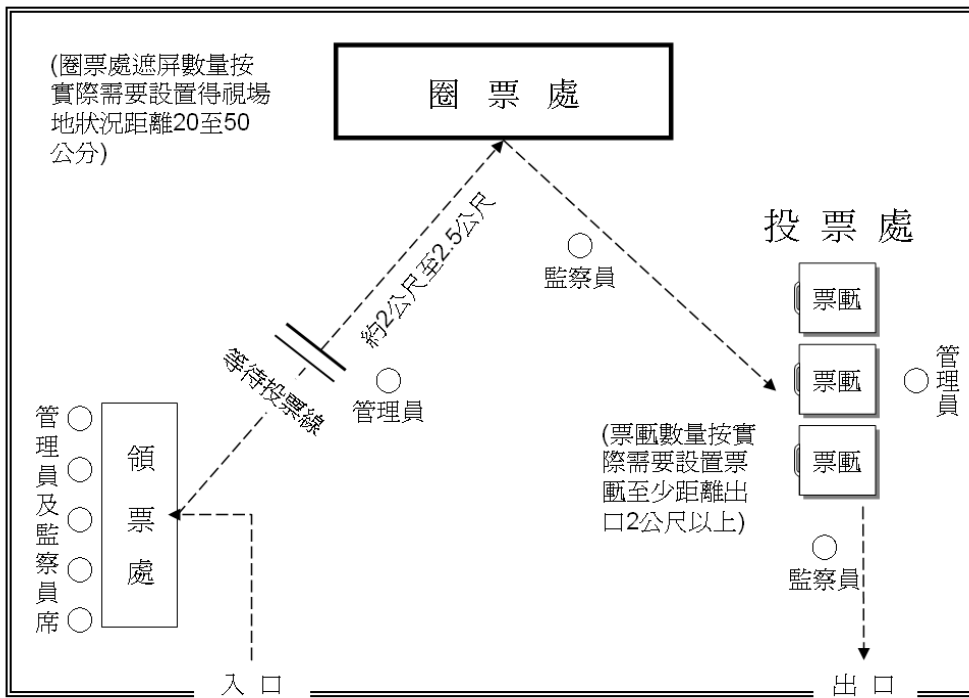 (圈票處遮屏數量按
實際需要設置得視場
地狀況距離20至50
公分)
圈票處
約2公尺至2.5公尺
監察員
投票處
票匭
票匭
票匭
管理員
等待投票線
管理員
(票匭數量按實
際需要設置票
匭至少距離出
口2公尺以上)
管理員及監察員席
領票處
監察員
入口
出口